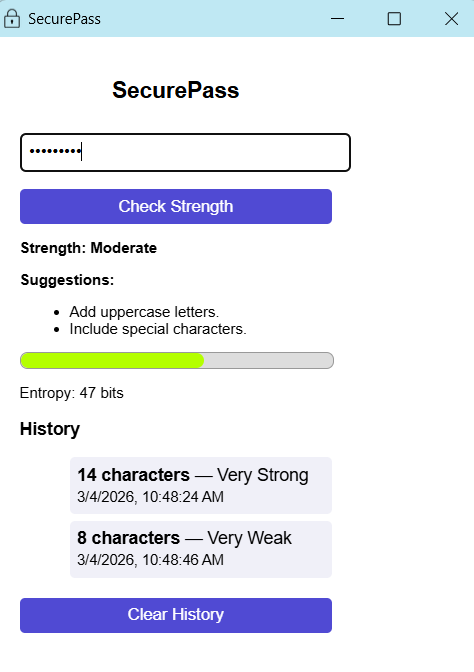 SecurePass
SecurePass
•••••••••
Check Strength
Strength: Moderate
Suggestions:
• Add uppercase letters.
• Include special characters.
Entropy: 47 bits
History
14 characters — Very Strong
3/4/2026, 10:48:24 AM
8 characters — Very Weak
3/4/2026, 10:48:46 AM
Clear History